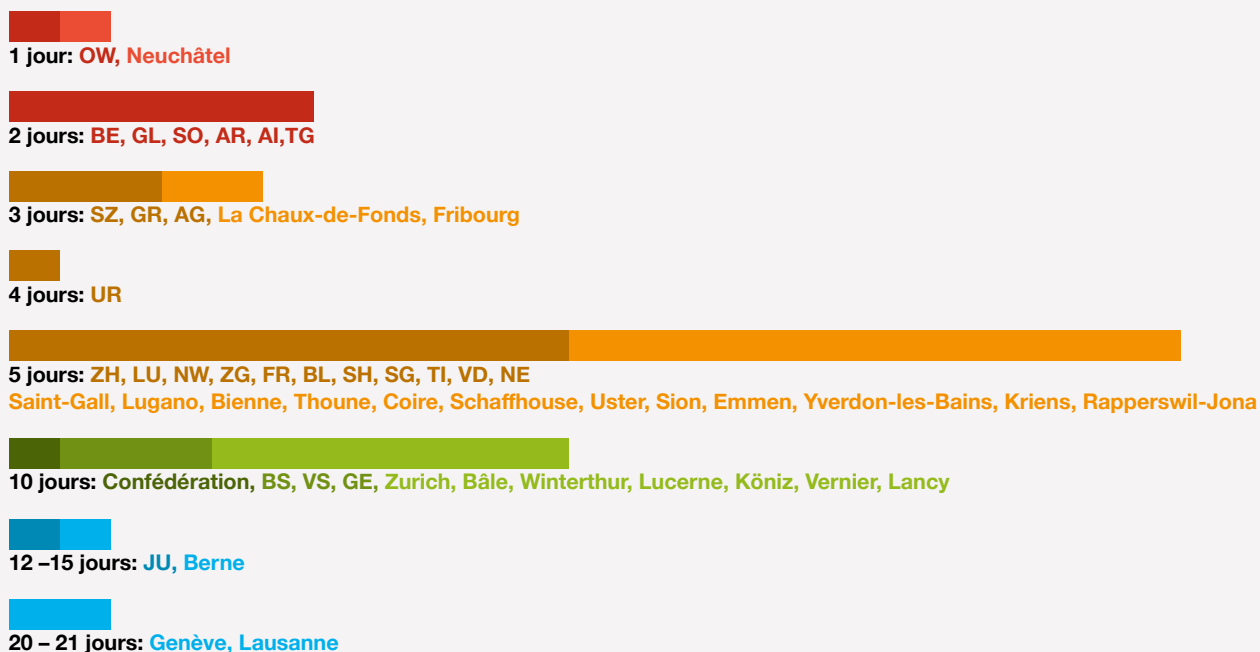 1 jour: OW, Neuchâtel
2 jours: BE, GL, SO, AR, AI,TG
3 jours: SZ, GR, AG, La Chaux-de-Fonds, Fribourg
4 jours: UR
5 jours: ZH, LU, NW, ZG, FR, BL, SH, SG, TI, VD, NE
Saint-Gall, Lugano, Bienne, Thoune, Coire, Schaffhouse, Uster, Sion, Emmen, Yverdon-les-Bains, Kriens, Rapperswil-Jona
10 jours: Confédération, BS, VS, GE, Zurich, Bâle, Winterthur, Lucerne, Köniz, Vernier, Lancy
12 –15 jours: JU, Berne
20 – 21 jours: Genève, Lausanne